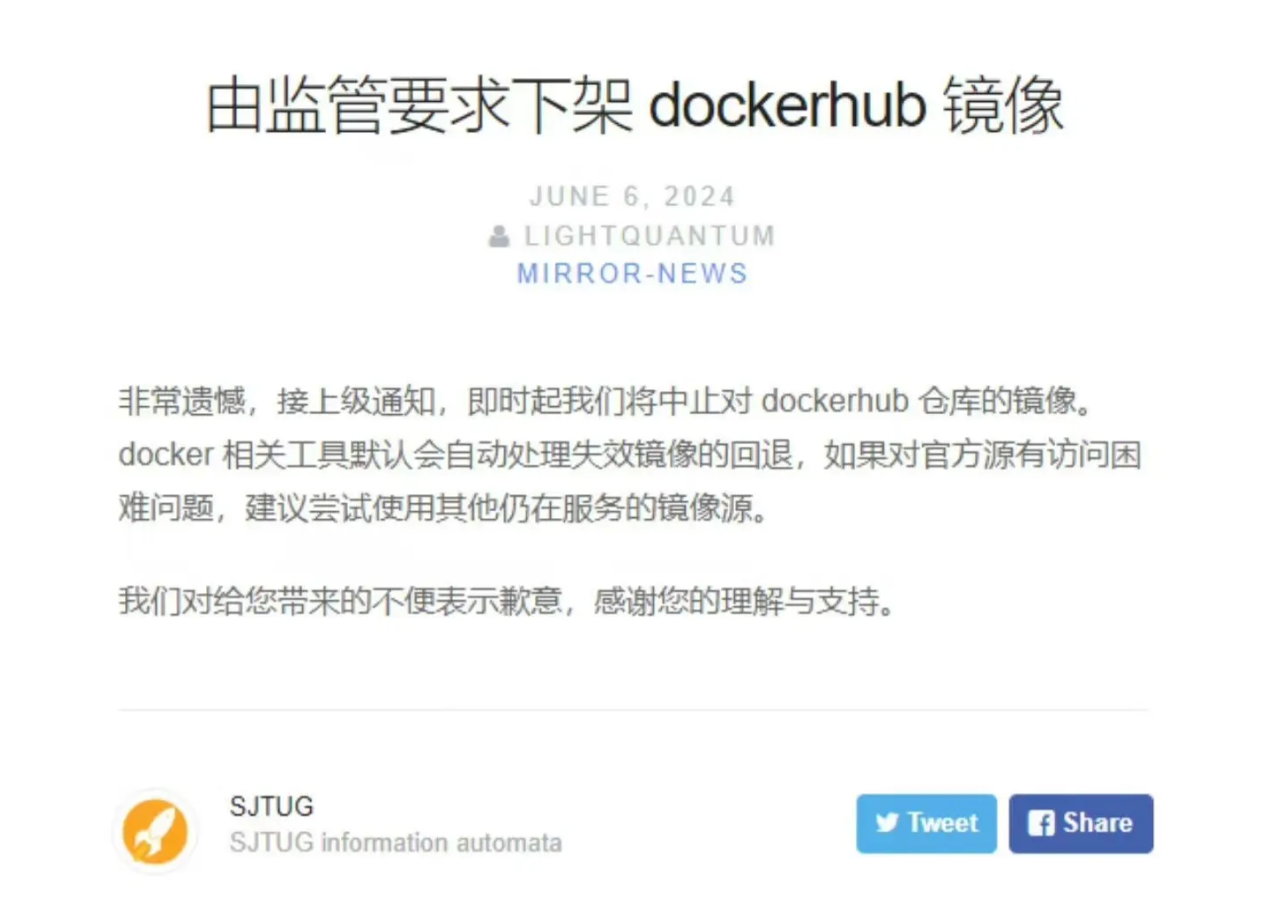 由监管要求下架 dockerhub 镜像
JUNE 6, 2024
LIGHTQUANTUM
MIRROR-NEWS
非常遗憾，接上级通知，即时起我们将中止对 dockerhub 仓库的镜像。
docker 相关工具默认会自动处理失效镜像的回退，如果对官方源有访问困
难问题，建议尝试使用其他仍在服务的镜像源。
我们对给您带来的不便表示歉意，感谢您的理解与支持。
SJTUG
SJTUG information automata
Tweet
Share